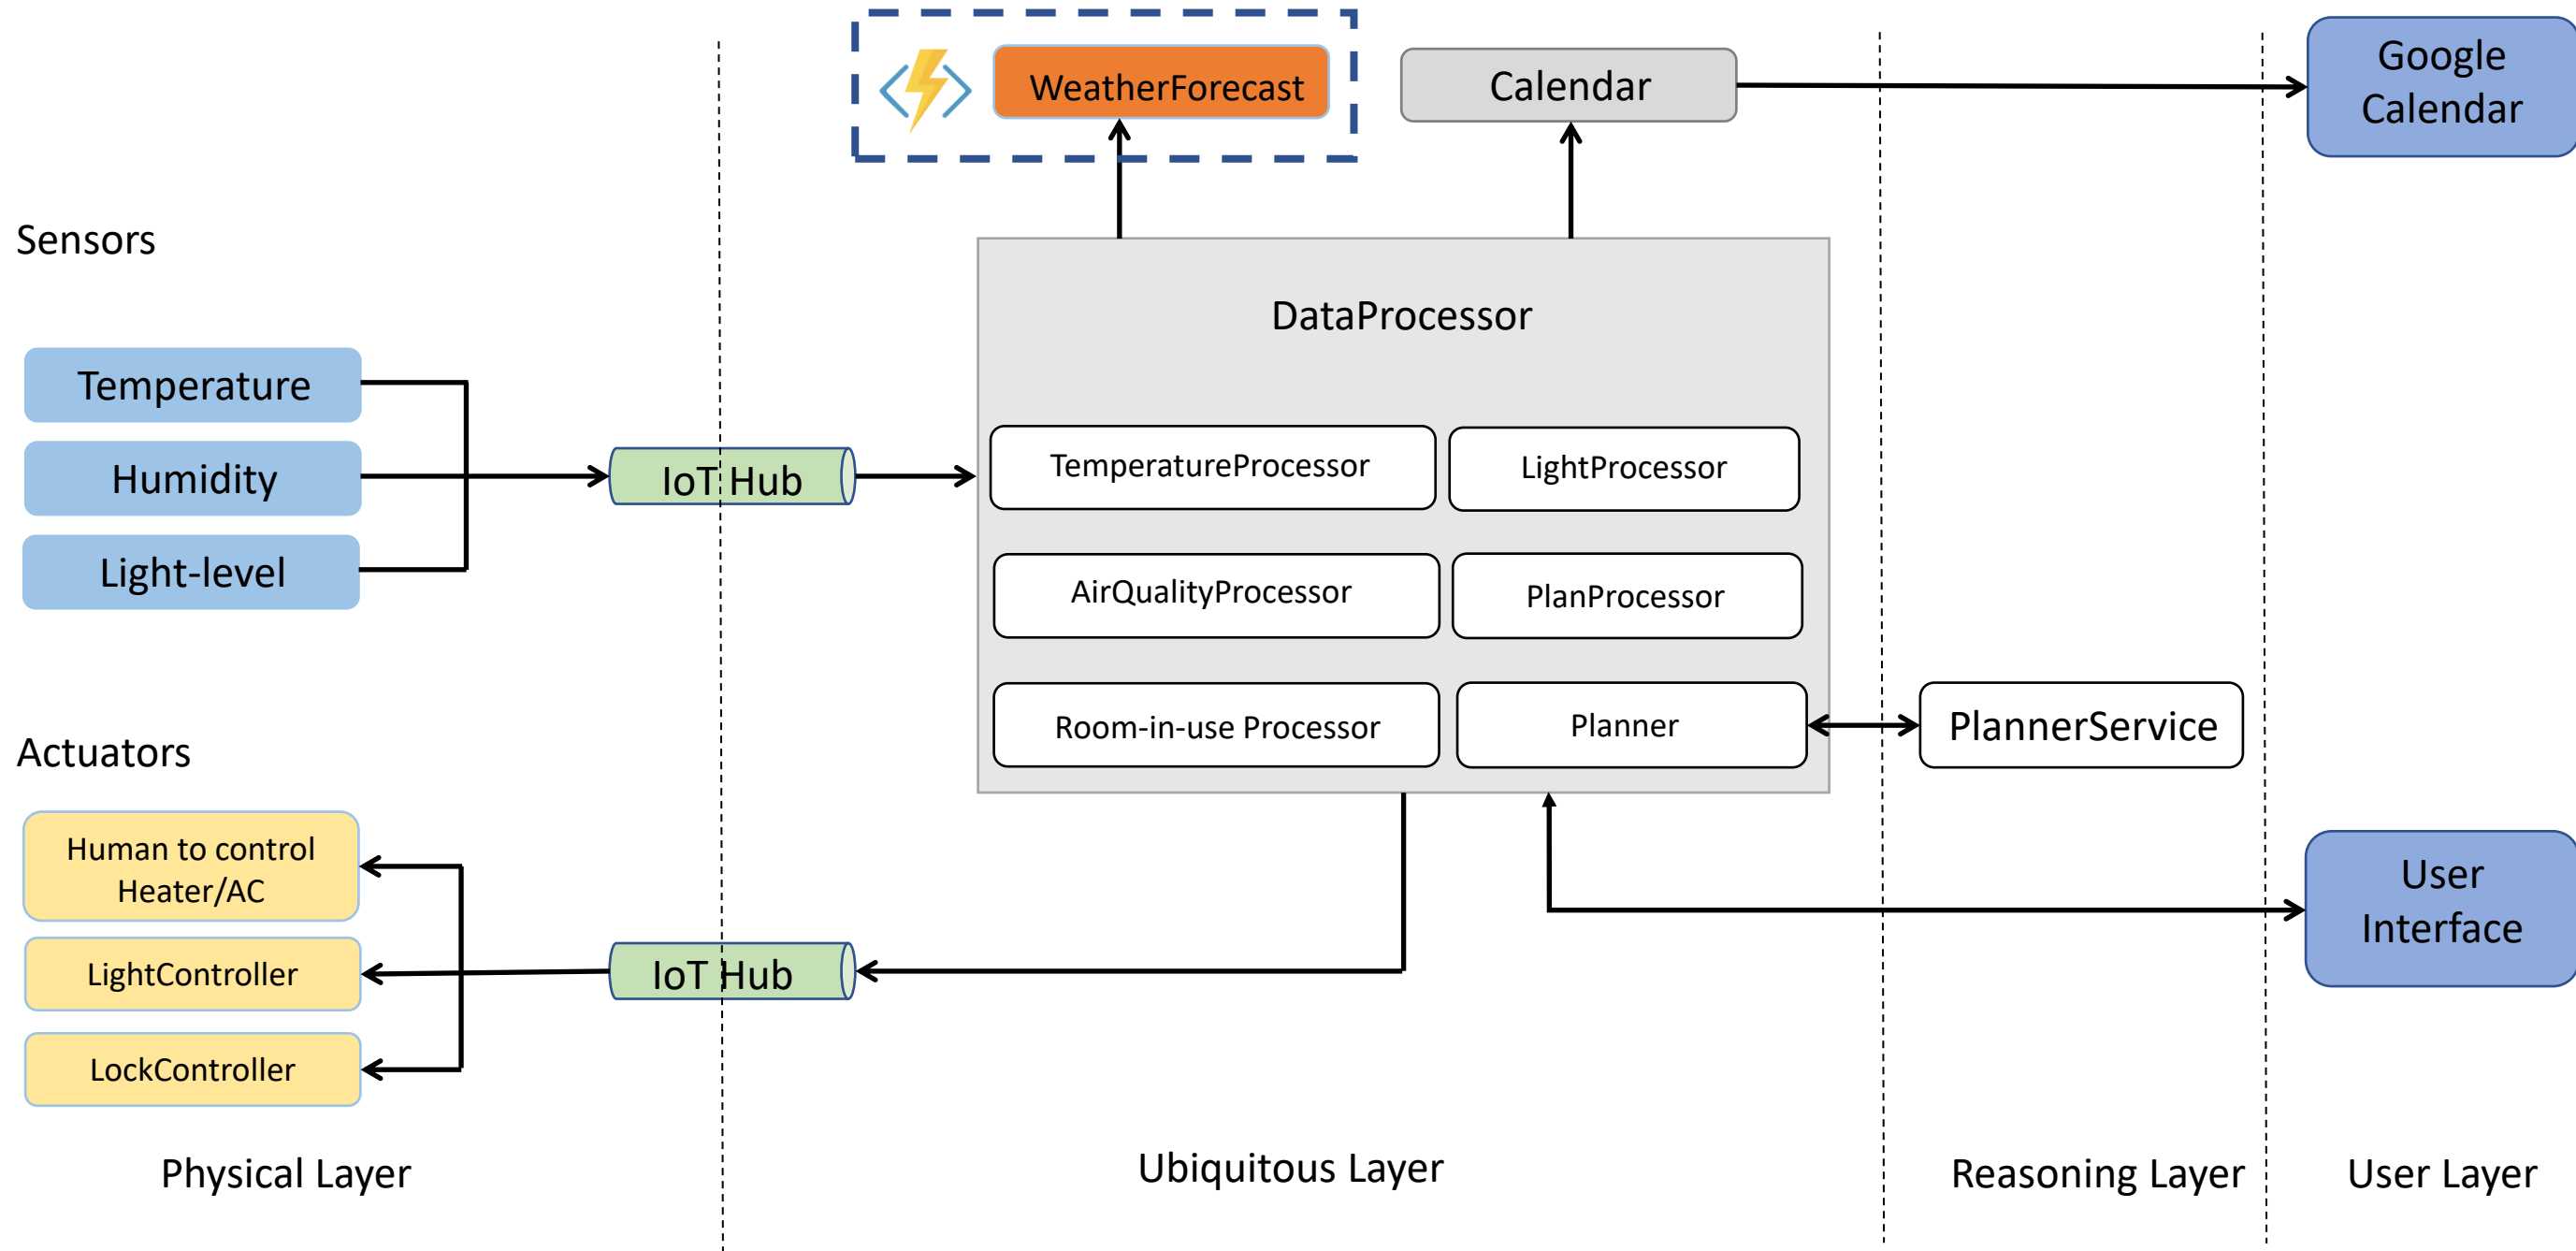 WeatherForecast
Calendar
Google
Calendar
Sensors
DataProcessor
Temperature
Humidity
Light-level
IoT Hub
TemperatureProcessor
LightProcessor
AirQualityProcessor
PlanProcessor
Room-in-use Processor
Planner
PlannerService
Actuators
Human to control
Heater/AC
LightController
LockController
IoT Hub
User
Interface
Physical Layer
Ubiquitous Layer
Reasoning Layer
User Layer